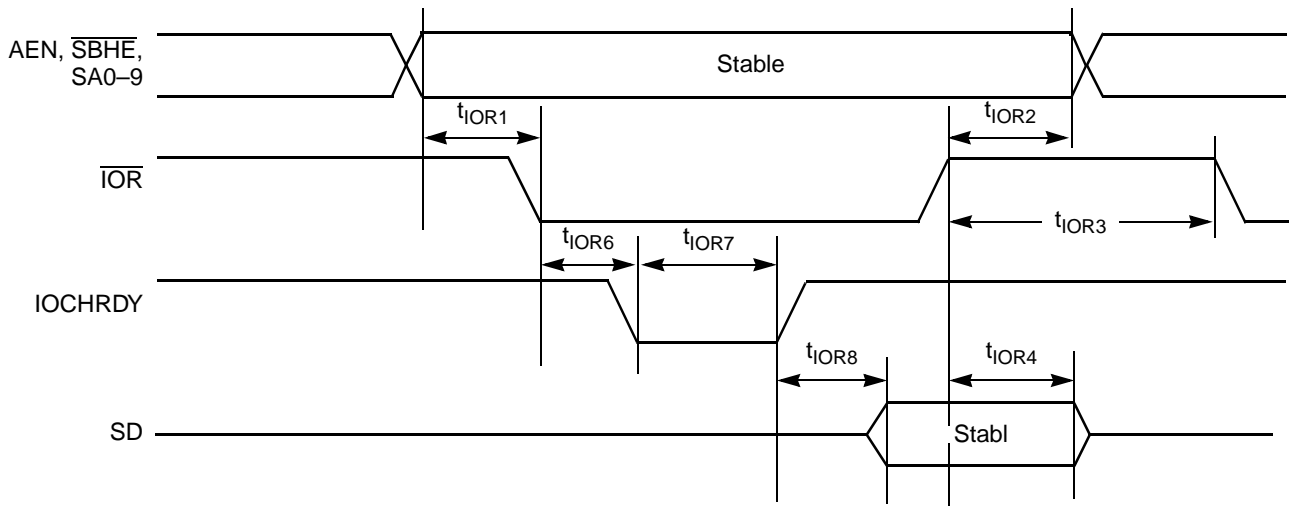 AEN, SBHE,
SA0–9
Stable
tIOR1
tIOR2
IOR
tIOR3
tIOR6
tIOR7
IOCHRDY
tIOR8
tIOR4
SD
Stabl